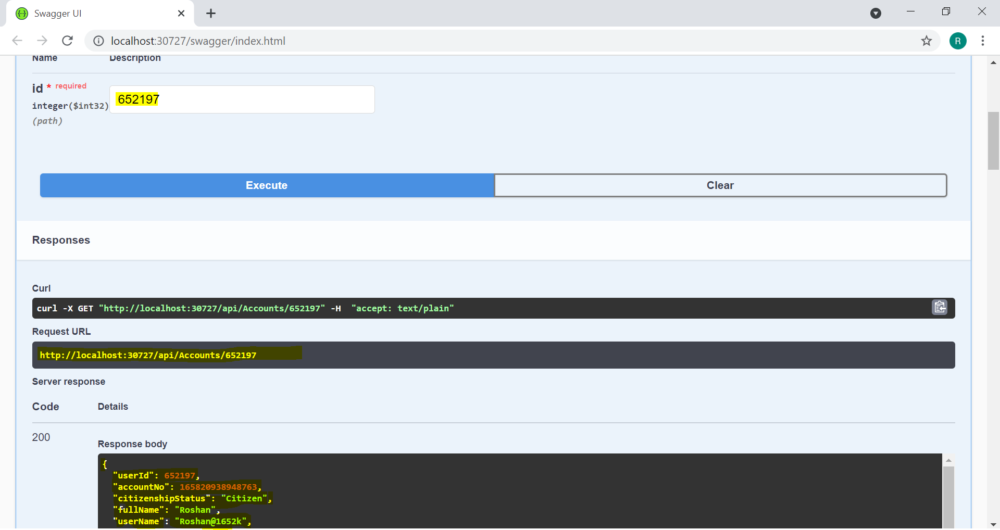 Swagger UI
localhost:30727/swagger/index.html
R
Name Description
id * required
652197
integer($int32)
(path)
Execute Clear
Responses
Curl
curl -X GET "http://localhost:30727/api/Accounts/652197" -H  "accept: text/plain"
Request URL
http://localhost:30727/api/Accounts/652197
Server response
Code Details
200
Response body
{
"userId": 652197,
"accountNo": 165820938948763,
"citizenshipStatus": "Citizen",
"fullName": "Roshan",
"userName": "Roshan@1652k",